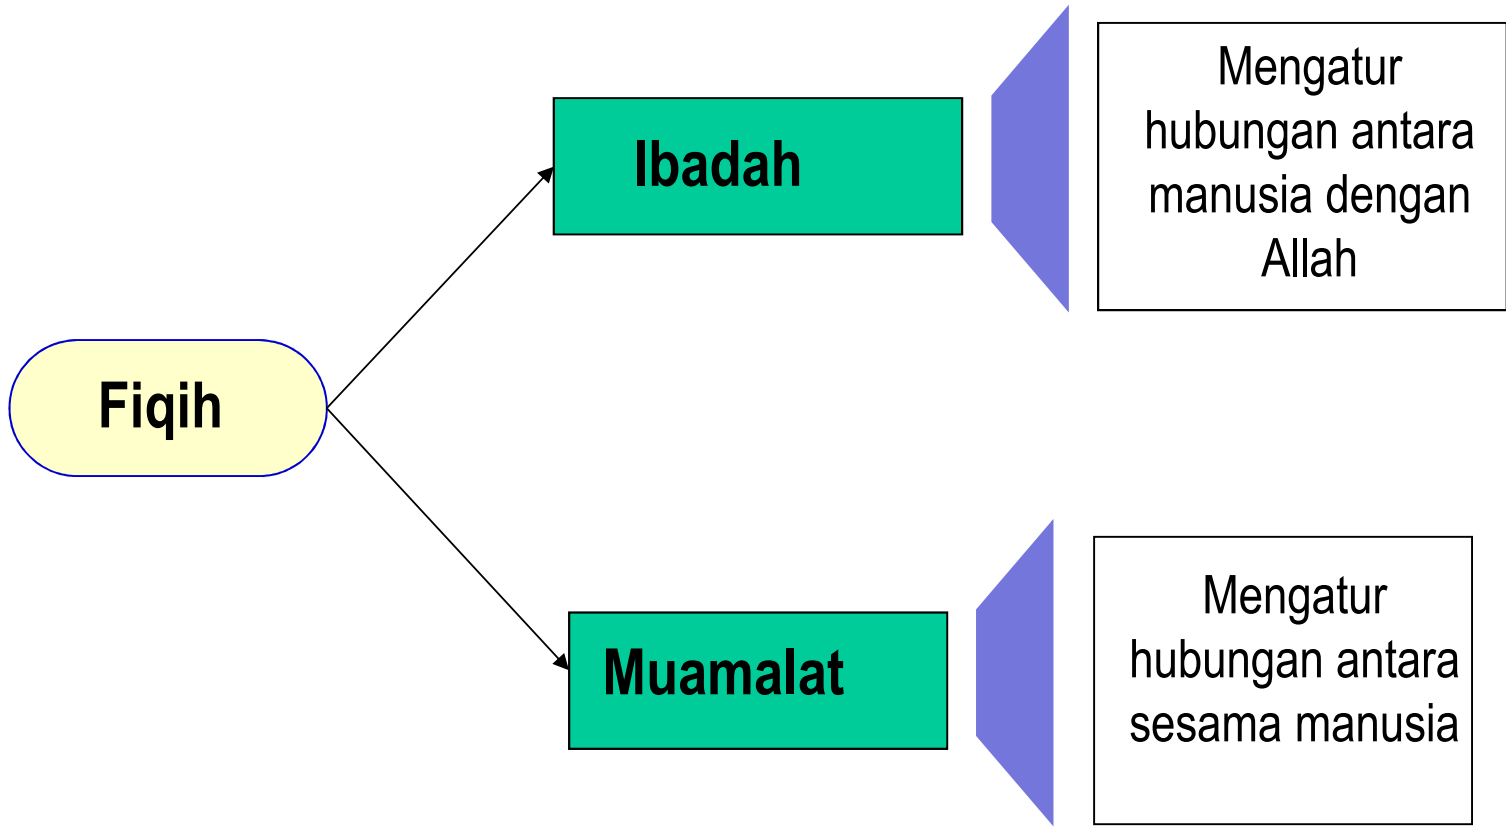 Ibadah
Mengatur
hubungan antara
manusia dengan
Allah
Fiqih
Muamalat
Mengatur
hubungan antara
sesama manusia